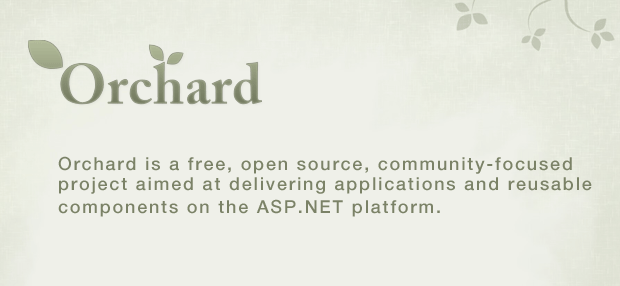 Orchard
Orchard is a free, open source, community-focused
project aimed at delivering applications and reusable
components on the ASP.NET platform.